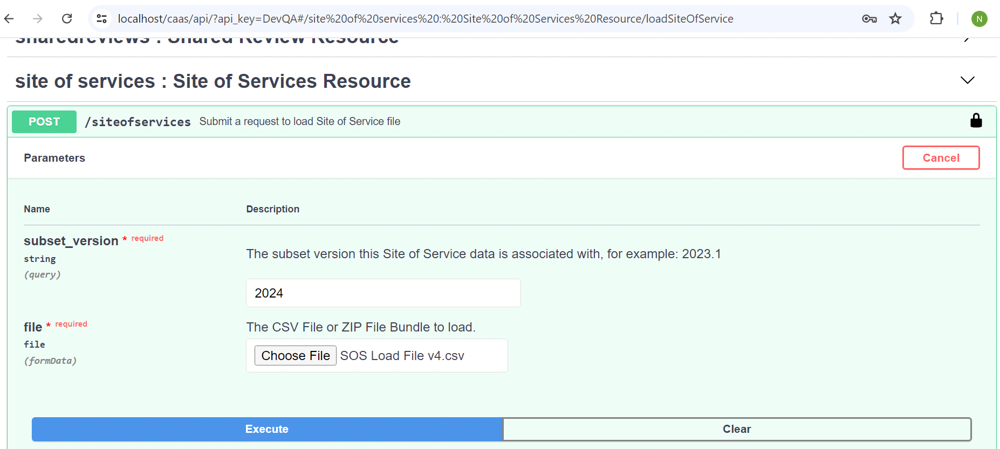 localhost/caas/api/?api_key=DevQA#/site%20of%20services%20:%20Site%20of%20Services%20Resource/loadSiteOfService
N
sharedreviews : Shared Review Resource
site of services : Site of Services Resource
POST /siteofservices Submit a request to load Site of Service file
Parameters Cancel
Name Description
subset_version * required
string
(query)
The subset version this Site of Service data is associated with, for example: 2023.1
2024
file * required
file
(formData)
The CSV File or ZIP File Bundle to load.
Choose File SOS Load File v4.csv
Execute Clear